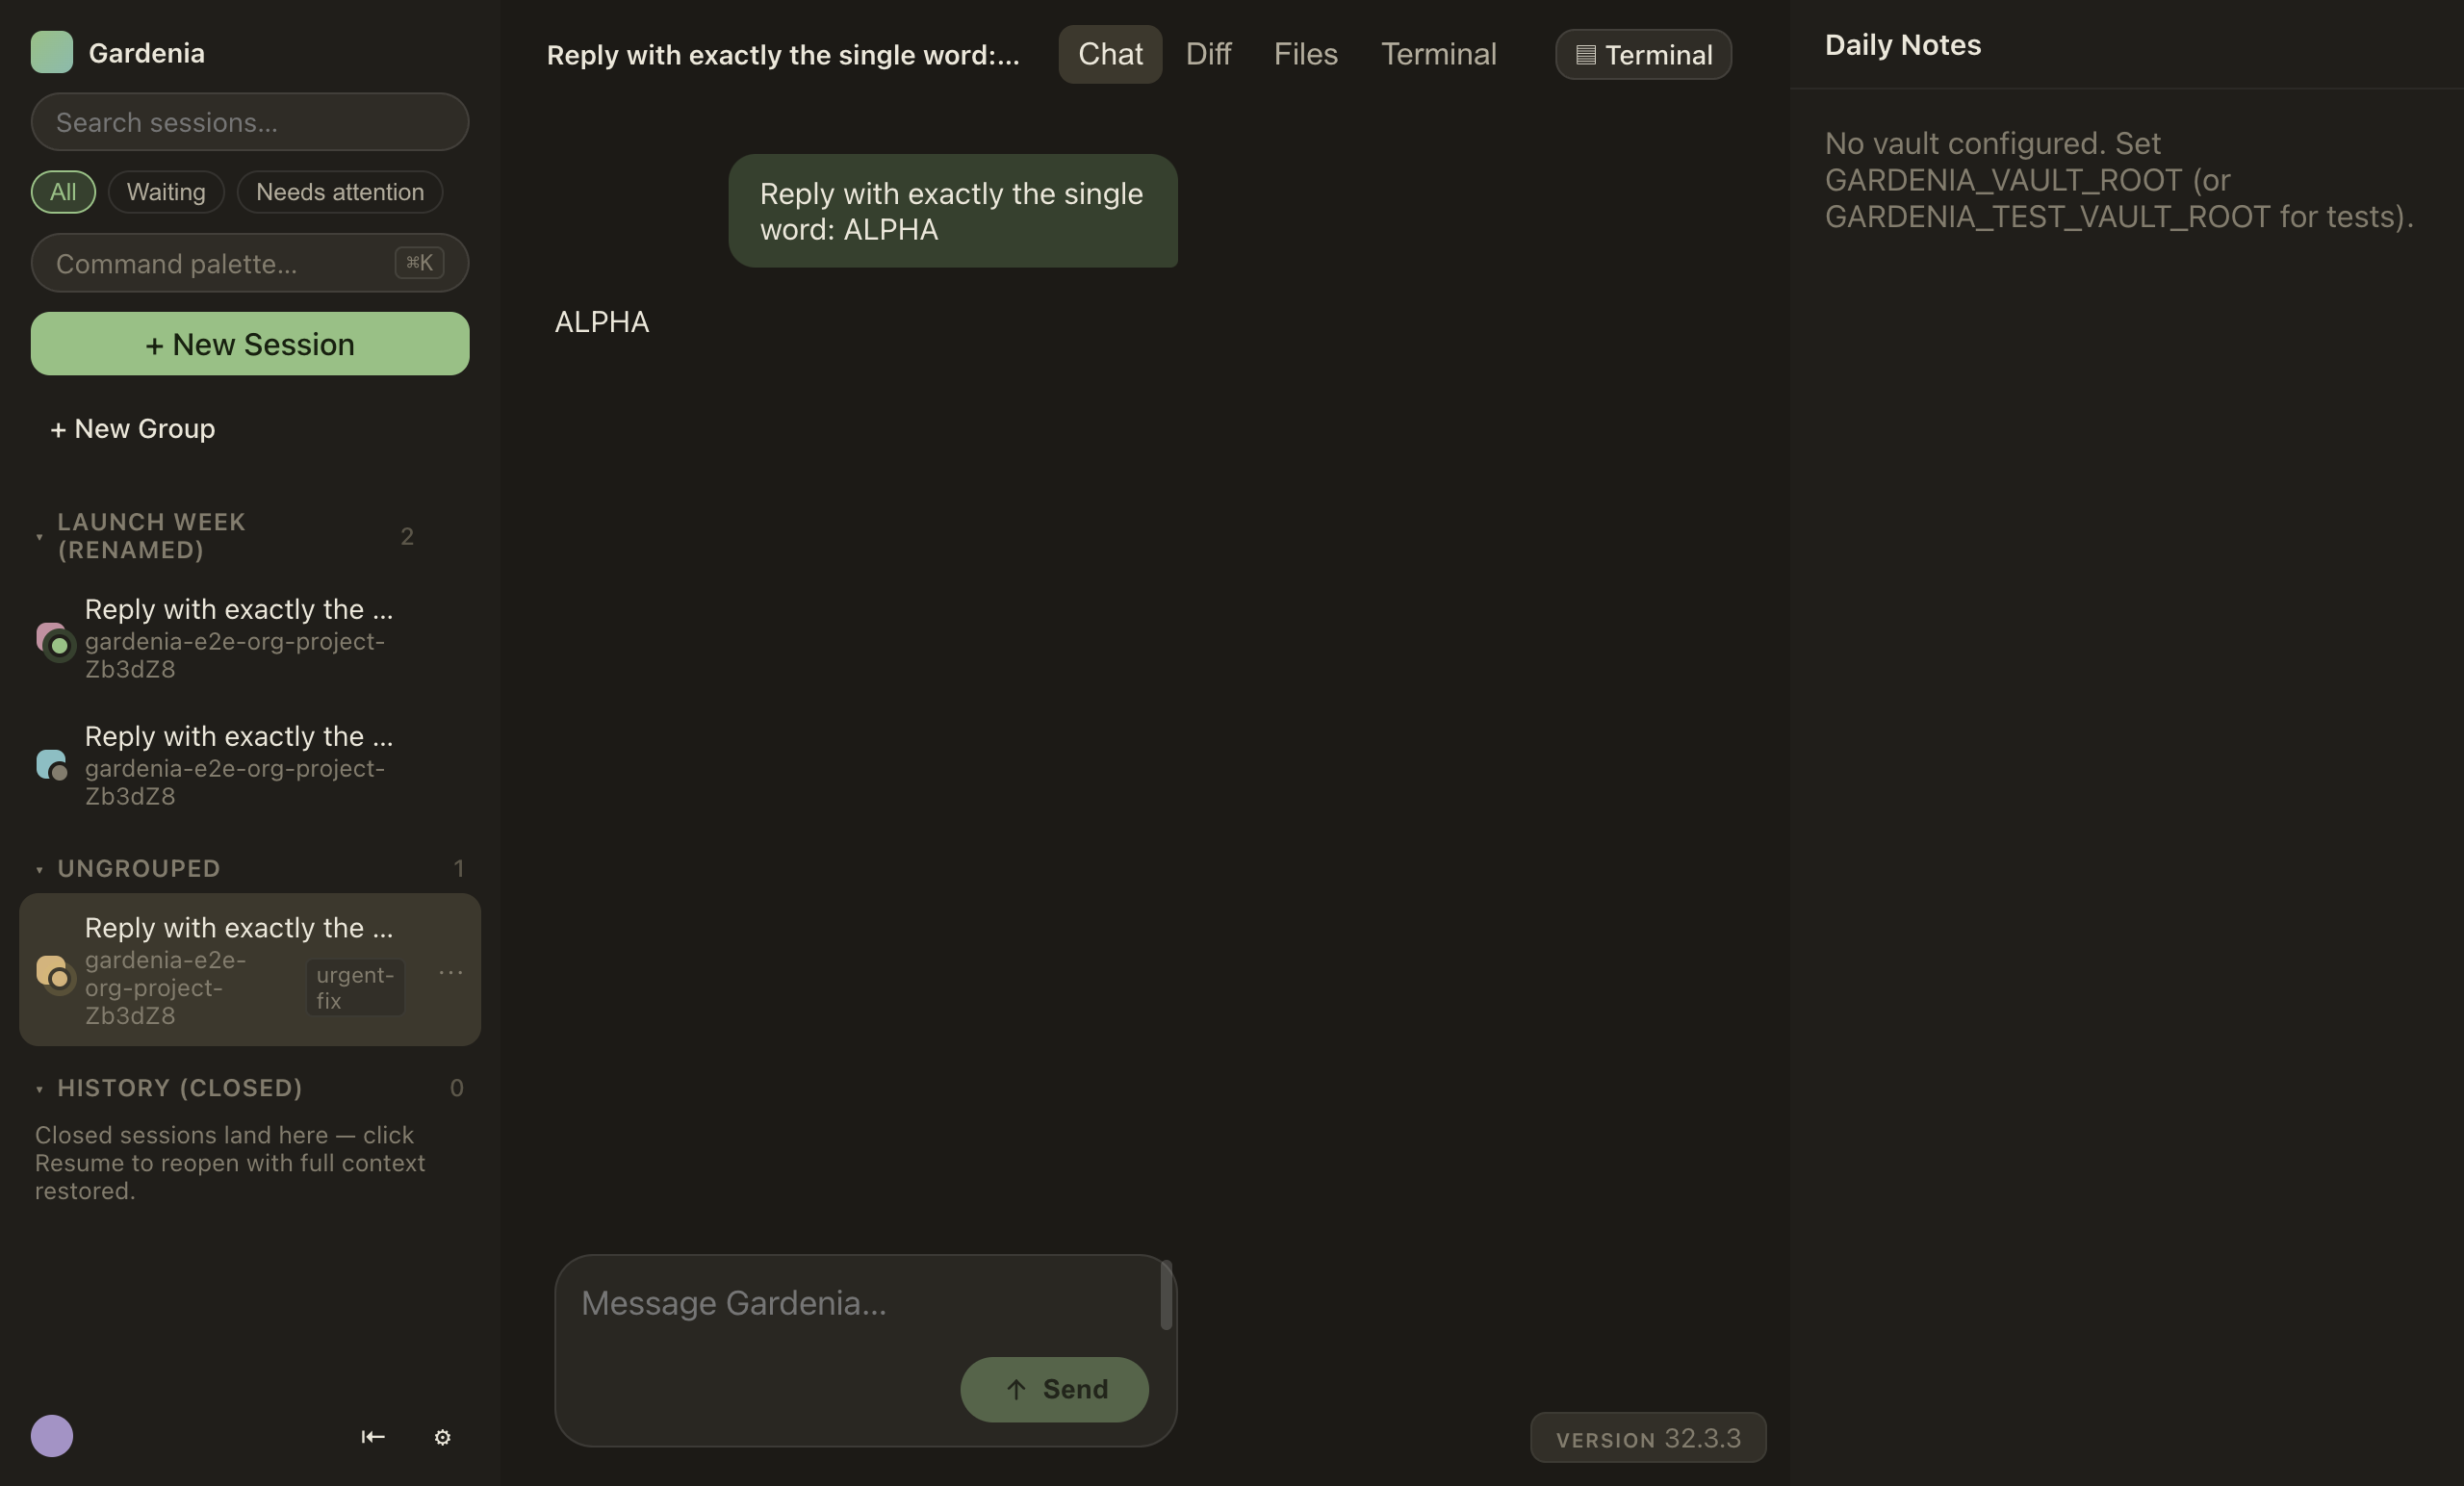 Gardenia
Search sessions...
All
Waiting
Needs attention
Command palette...
⌘K
+ New Session
+ New Group
LAUNCH WEEK
(RENAMED)
2
Reply with exactly the ...
gardenia-e2e-org-project-
Zb3dZ8
Reply with exactly the ...
gardenia-e2e-org-project-
Zb3dZ8
UNGROUPED
1
Reply with exactly the ...
gardenia-e2e-
org-project-
Zb3dZ8
urgent-
fix
...
HISTORY (CLOSED)
0
Closed sessions land here — click
Resume to reopen with full context
restored.
Reply with exactly the single word:...
Chat
Diff
Files
Terminal
Terminal
Reply with exactly the single
word: ALPHA
ALPHA
Message Gardenia...
↑ Send
VERSION 32.3.3
Daily Notes
No vault configured. Set
GARDENIA_VAULT_ROOT (or
GARDENIA_TEST_VAULT_ROOT for tests).